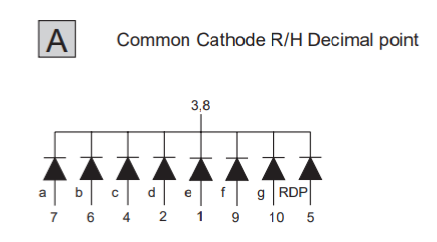 A
Common Cathode R/H Decimal point
3,8
a b c d e f g RDP
7 6 4 2 1 9 10 5